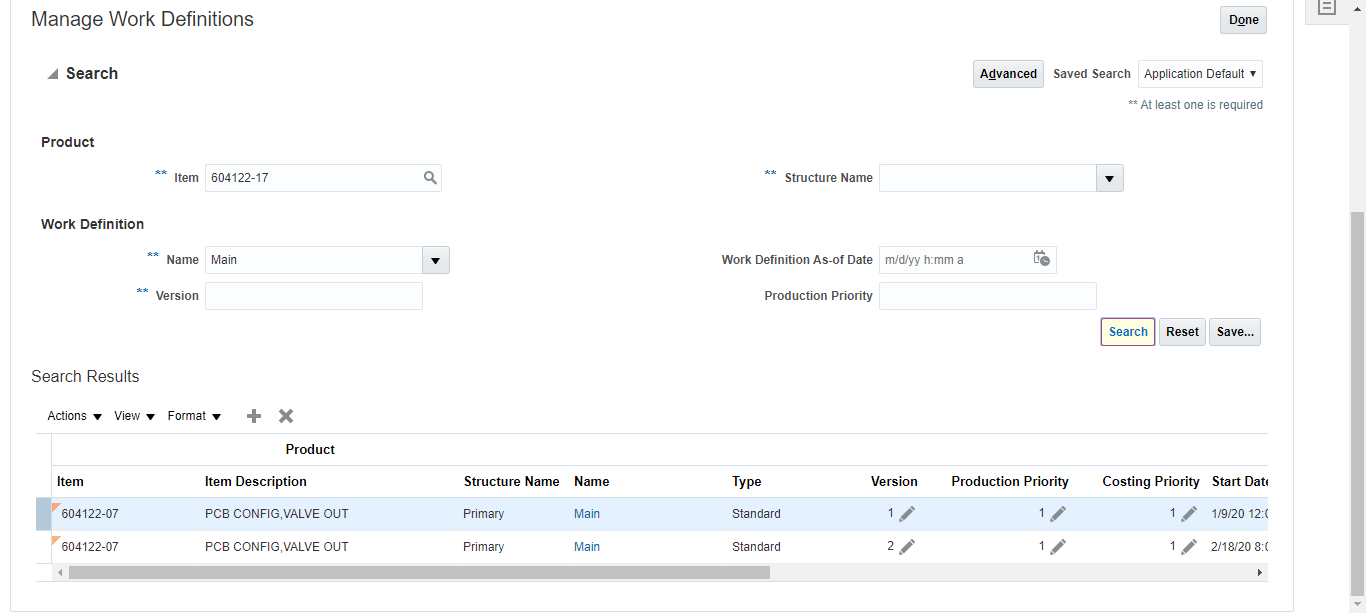 Manage Work Definitions
Done
Search
Advanced Saved Search Application Default
** At least one is required
Product
** Item 604122-17
** Structure Name
Work Definition
** Name Main
Work Definition As-of Date m/d/yy h:mm a
** Version
Production Priority
Search Reset Save...
Search Results
Actions View Format
Product
Item Item Description Structure Name Name Type Version Production Priority Costing Priority Start Date
604122-07 PCB CONFIG,VALVE OUT Primary Main Standard 1 1 1 1/9/20 12:0
604122-07 PCB CONFIG,VALVE OUT Primary Main Standard 2 1 1 2/18/20 8:0